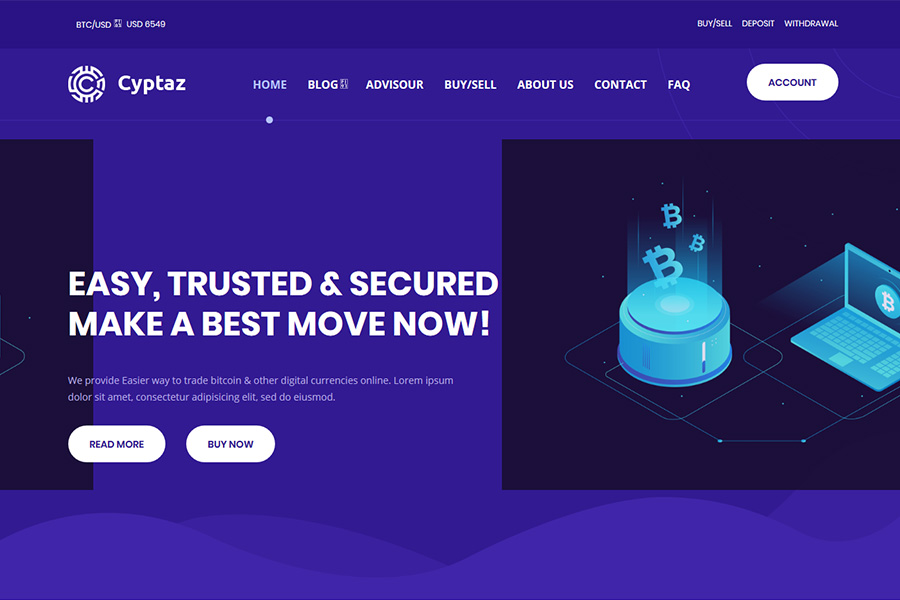 BTC/USD USD 6549
BUY/SELL DEPOSIT WITHDRAWAL
Cyptaz
HOME BLOG ADVISOUR BUY/SELL ABOUT US CONTACT FAQ
ACCOUNT
EASY, TRUSTED & SECURED
MAKE A BEST MOVE NOW!
We provide Easier way to trade bitcoin & other digital currencies online. Lorem ipsum
dolor sit amet, consectetur adipisicing elit, sed do eiusmod.
READ MORE BUY NOW